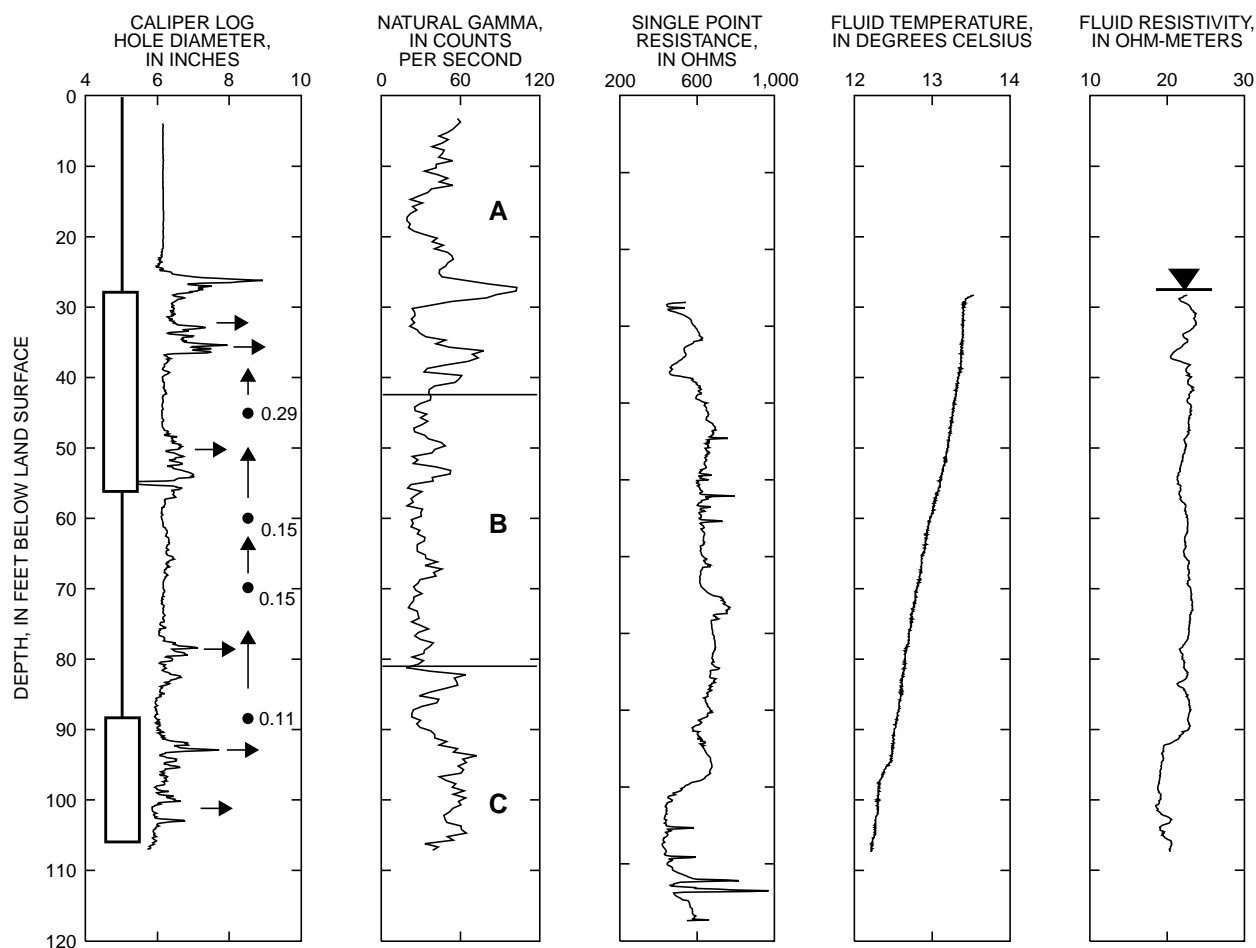 CALIPER LOG
HOLE DIAMETER,
IN INCHES
4 6 8 10
NATURAL GAMMA,
IN COUNTS
PER SECOND
0 60 120
SINGLE POINT
RESISTANCE,
IN OHMS
200 600 1,000
FLUID TEMPERATURE,
IN DEGREES CELSIUS
12 13 14
FLUID RESISTIVITY,
IN OHM-METERS
10 20 30
DEPTH, IN FEET BELOW LAND SURFACE
0
10
20
30
40
50
60
70
80
90
100
110
120
0.29
0.15
0.15
0.11
A
B
C